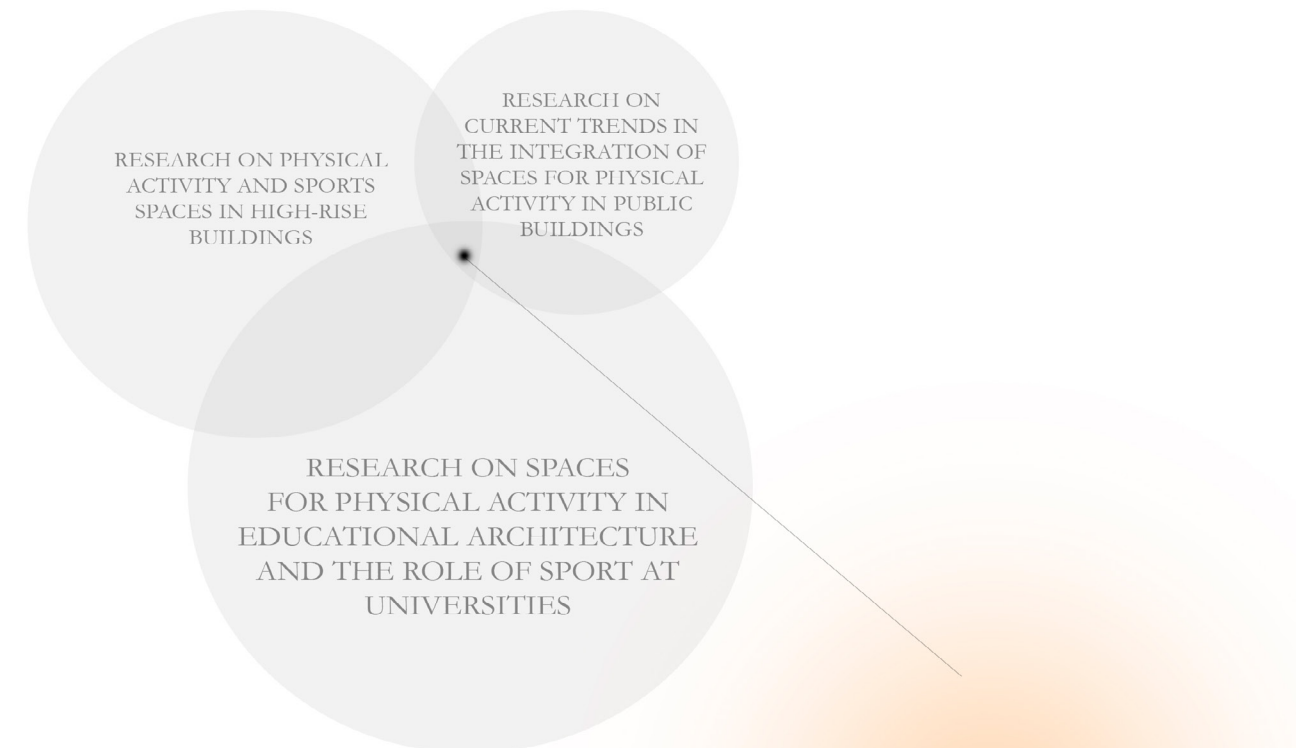 RESEARCH ON PHYSICAL
ACTIVITY AND SPORTS
SPACES IN HIGH-RISE
BUILDINGS
RESEARCH ON
CURRENT TRENDS IN
THE INTEGRATION OF
SPACES FOR PHYSICAL
ACTIVITY IN PUBLIC
BUILDINGS
RESEARCH ON SPACES
FOR PHYSICAL ACTIVITY IN
EDUCATIONAL ARCHITECTURE
AND THE ROLE OF SPORT AT
UNIVERSITIES